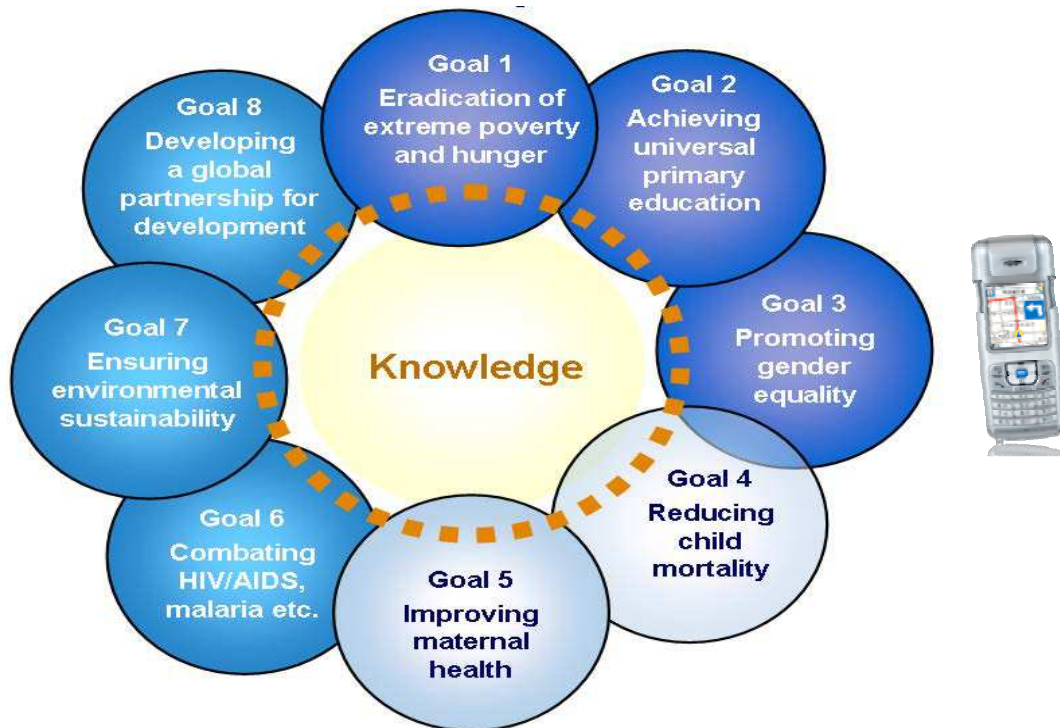 Goal 1
Eradication of
extreme poverty
and hunger
Goal 2
Achieving
universal
primary
education
Goal 3
Promoting
gender
equality
Goal 4
Reducing
child
mortality
Goal 5
Improving
maternal
health
Goal 6
Combating
HIV/AIDS,
malaria etc.
Goal 7
Ensuring
environmental
sustainability
Goal 8
Developing
a global
partnership for
development
Knowledge